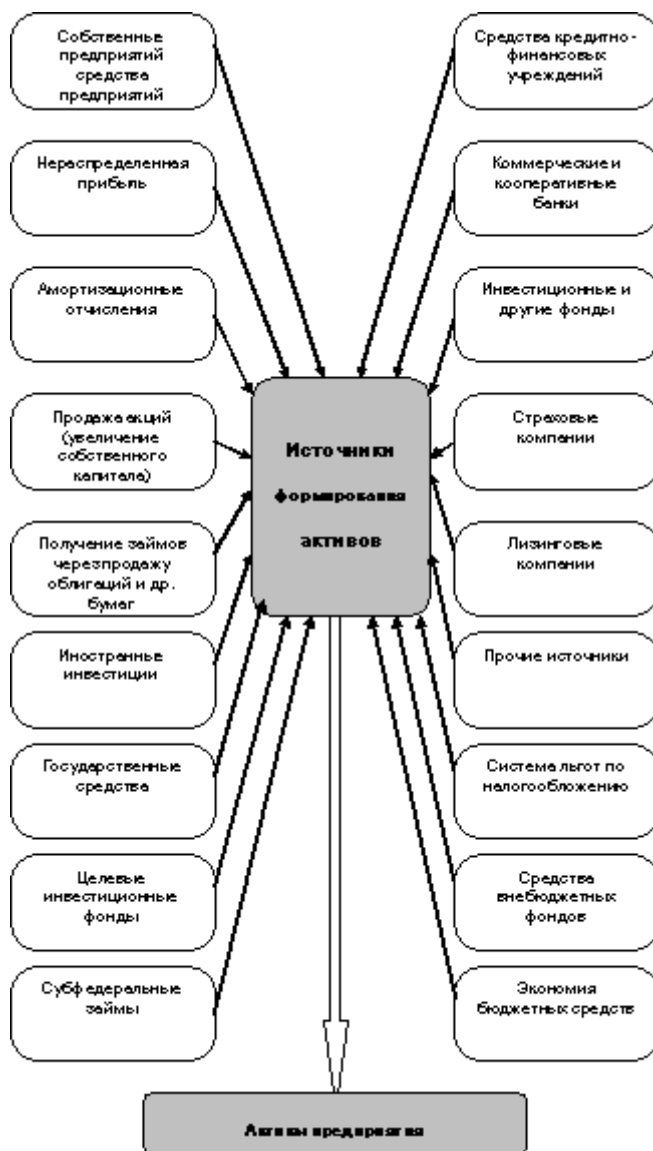 Собственные
предприятий
средства
предприятий
Нераспределенная
прибыль
Амортизационные
отчисления
Продажа акций
(увеличение
собственного
капитала)
Получение займов
через продажу
облигаций и др.
бумаг
Иностранные
инвестиции
Государственные
средства
Целевые
инвестиционные
фонды
Субфедеральные
займы
Источники
формирования
активов
Средства кредитно-
финансовых
учреждений
Коммерческие и
кооперативные
банки
Инвестиционные и
другие фонды
Страховые
компании
Лизинговые
компании
Прочие источники
Система льгот по
налогообложению
Средства
внебюджетных
фондов
Экономия
бюджетных средств
Активы предприятия